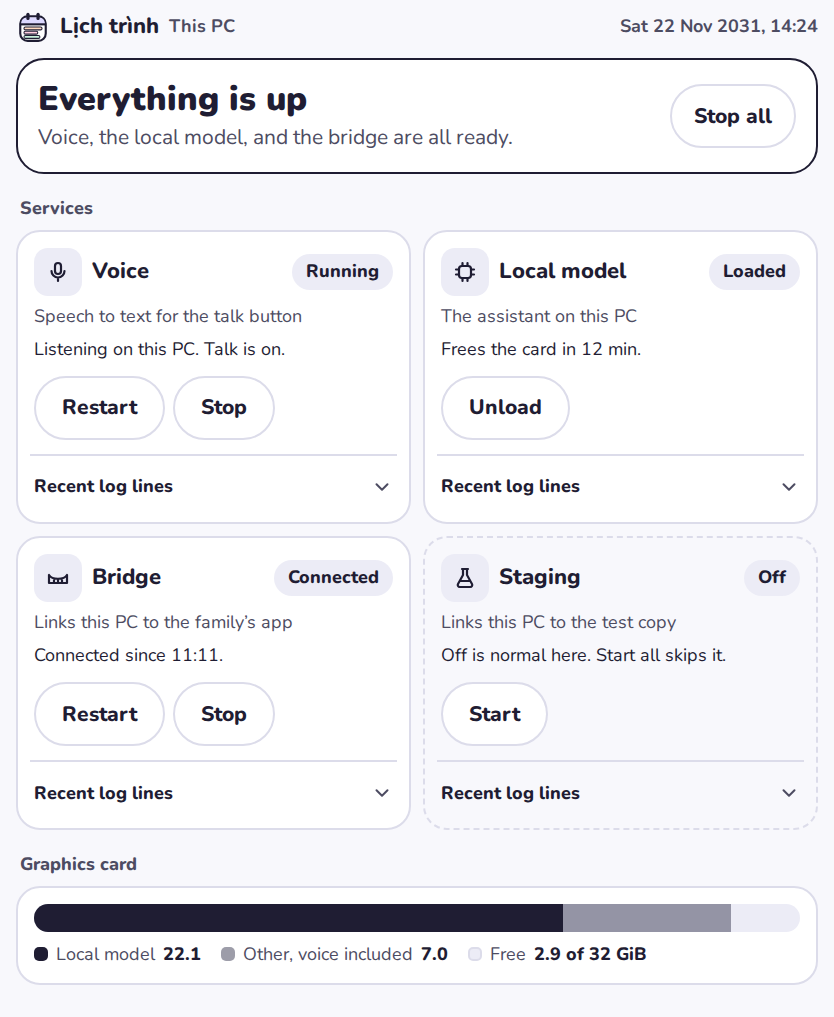 Lịch trình This PC
Sat 22 Nov 2031, 14:24
Everything is up
Voice, the local model, and the bridge are all ready.
Stop all
Services
Voice
Running
Speech to text for the talk button
Listening on this PC. Talk is on.
Restart
Stop
Recent log lines
Local model
Loaded
The assistant on this PC
Frees the card in 12 min.
Unload
Recent log lines
Bridge
Connected
Links this PC to the family’s app
Connected since 11:11.
Restart
Stop
Recent log lines
Staging
Off
Links this PC to the test copy
Off is normal here. Start all skips it.
Start
Recent log lines
Graphics card
Local model 22.1
Other, voice included 7.0
Free 2.9 of 32 GiB